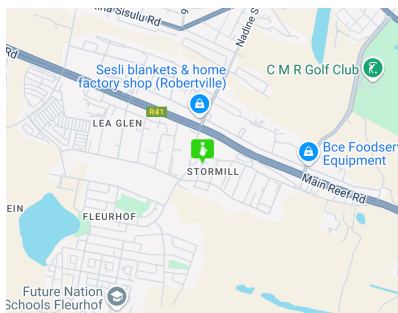 Sisulu Rd
Nadine S
Rd
Sesli blankets & home
factory shop (Robertville)
C M R Golf Club
R41
LEA GLEN
Bce Foodser
Equipment
STORMILL
Main Reef Rd
EIN
FLEURHOF
Future Nation
Schools Fleurhof